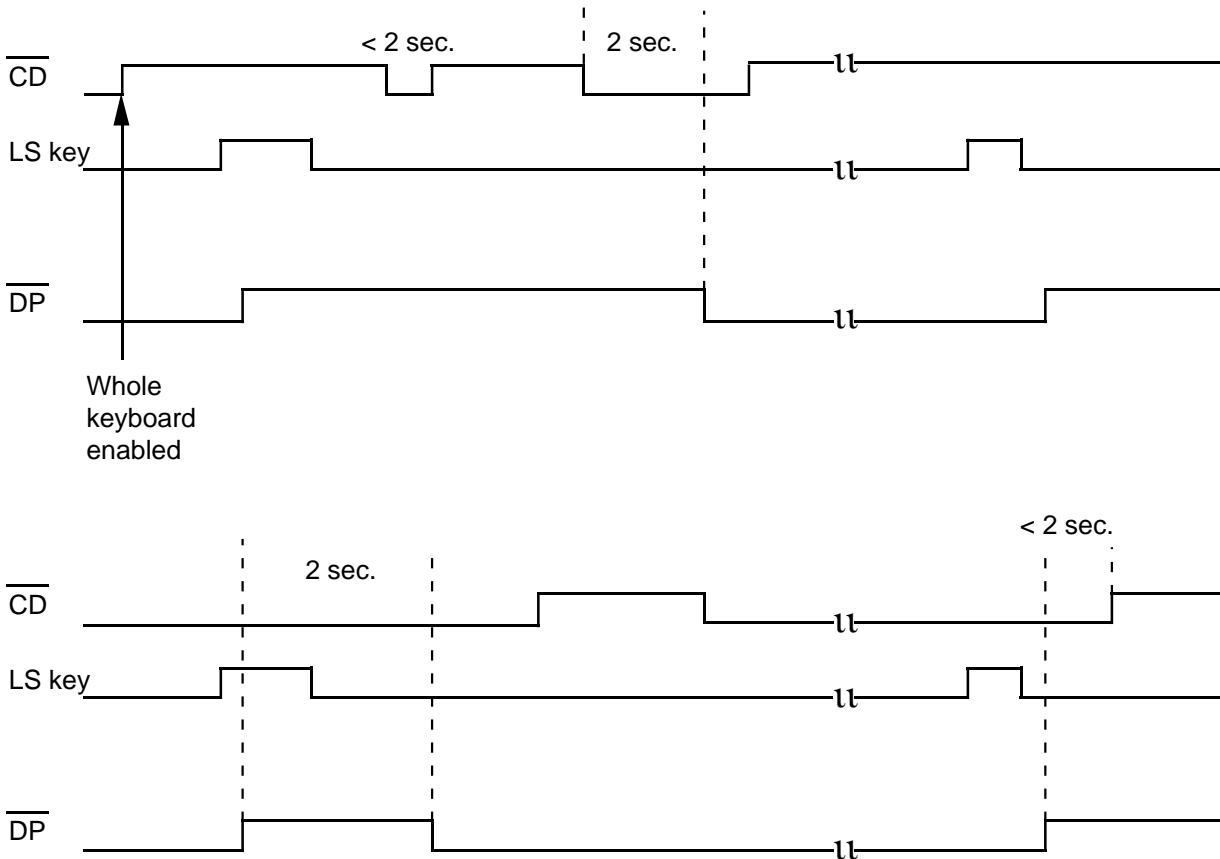 < 2 sec.
2 sec.
CD
LS key
DP
Whole
keyboard
enabled
< 2 sec.
2 sec.
CD
LS key
DP